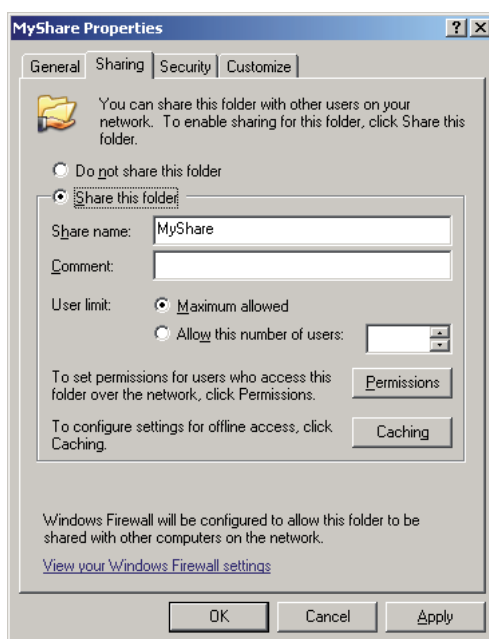 MyShare Properties
General Sharing Security Customize
You can share this folder with other users on your
network. To enable sharing for this folder, click Share this
folder.
Do not share this folder
Share this folder
Share name: MyShare
Comment:
User limit: Maximum allowed
Allow this number of users:
To set permissions for users who access this
folder over the network, click Permissions.
Permissions
To configure settings for offline access, click
Caching.
Caching
Windows Firewall will be configured to allow this folder to be
shared with other computers on the network.
View your Windows Firewall settings
OK Cancel Apply